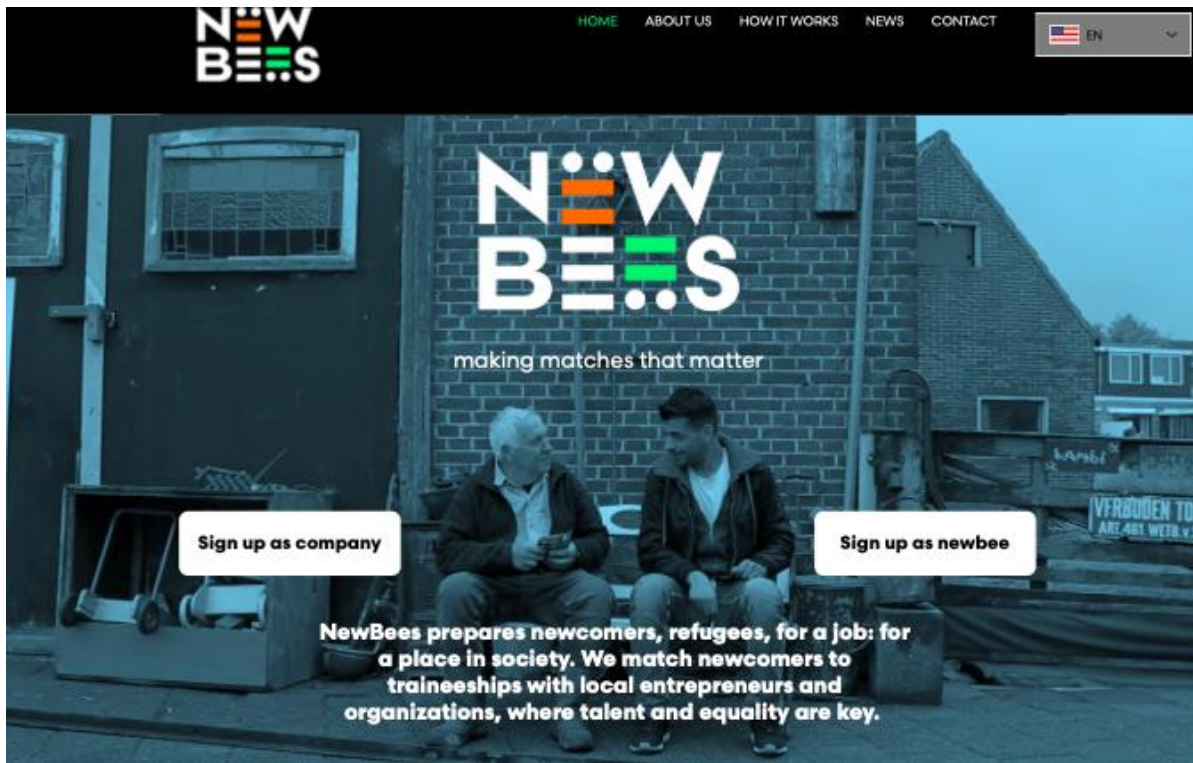 NEW
BEES
HOME ABOUT US HOW IT WORKS NEWS CONTACT
EN
NEW
BEES
making matches that matter
Sign up as company
Sign up as newbee
NewBees prepares newcomers, refugees, for a job: for
a place in society. We match newcomers to
traineeships with local entrepreneurs and
organizations, where talent and equality are key.
VERBODEN TO
ART. 461 WETB.v.